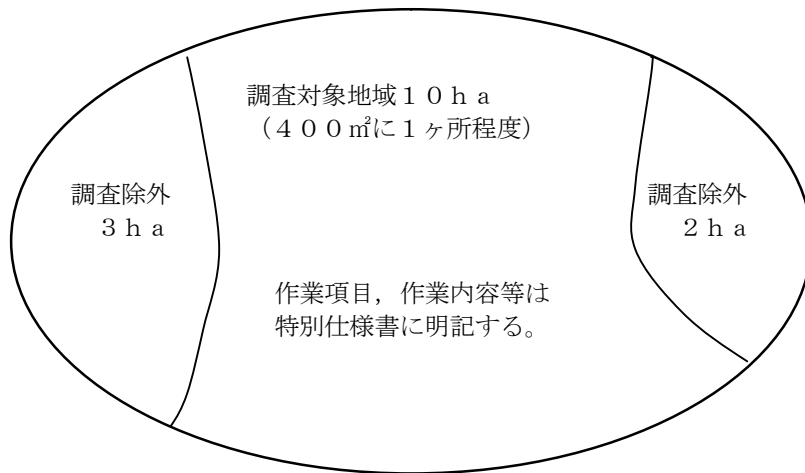 調査対象地域１０ｈａ
（４００㎡に１ヶ所程度）
調査除外
３ｈａ
調査除外
２ｈａ
作業項目，作業内容等は
特別仕様書に明記する。